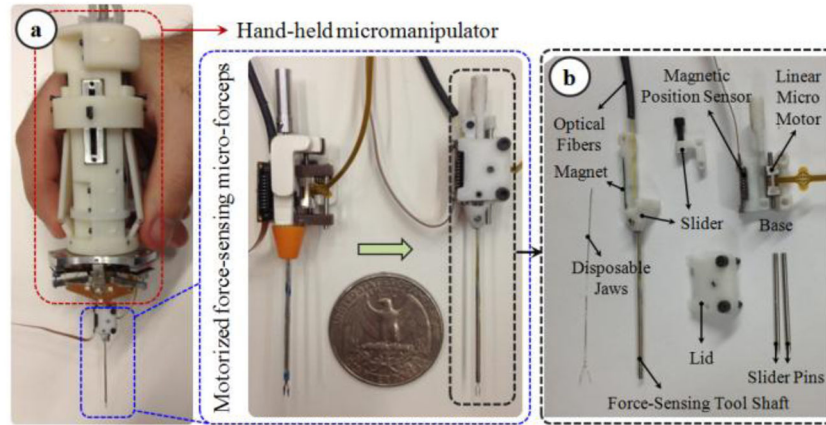 a
Hand-held micromanipulator
Motorized force-sensing micro-forceps
b
Magnetic
Position Sensor
Linear
Micro
Motor
Optical
Fibers
Magnet
Slider
Base
Disposable
Jaws
Lid
Slider Pins
Force-Sensing Tool Shaft